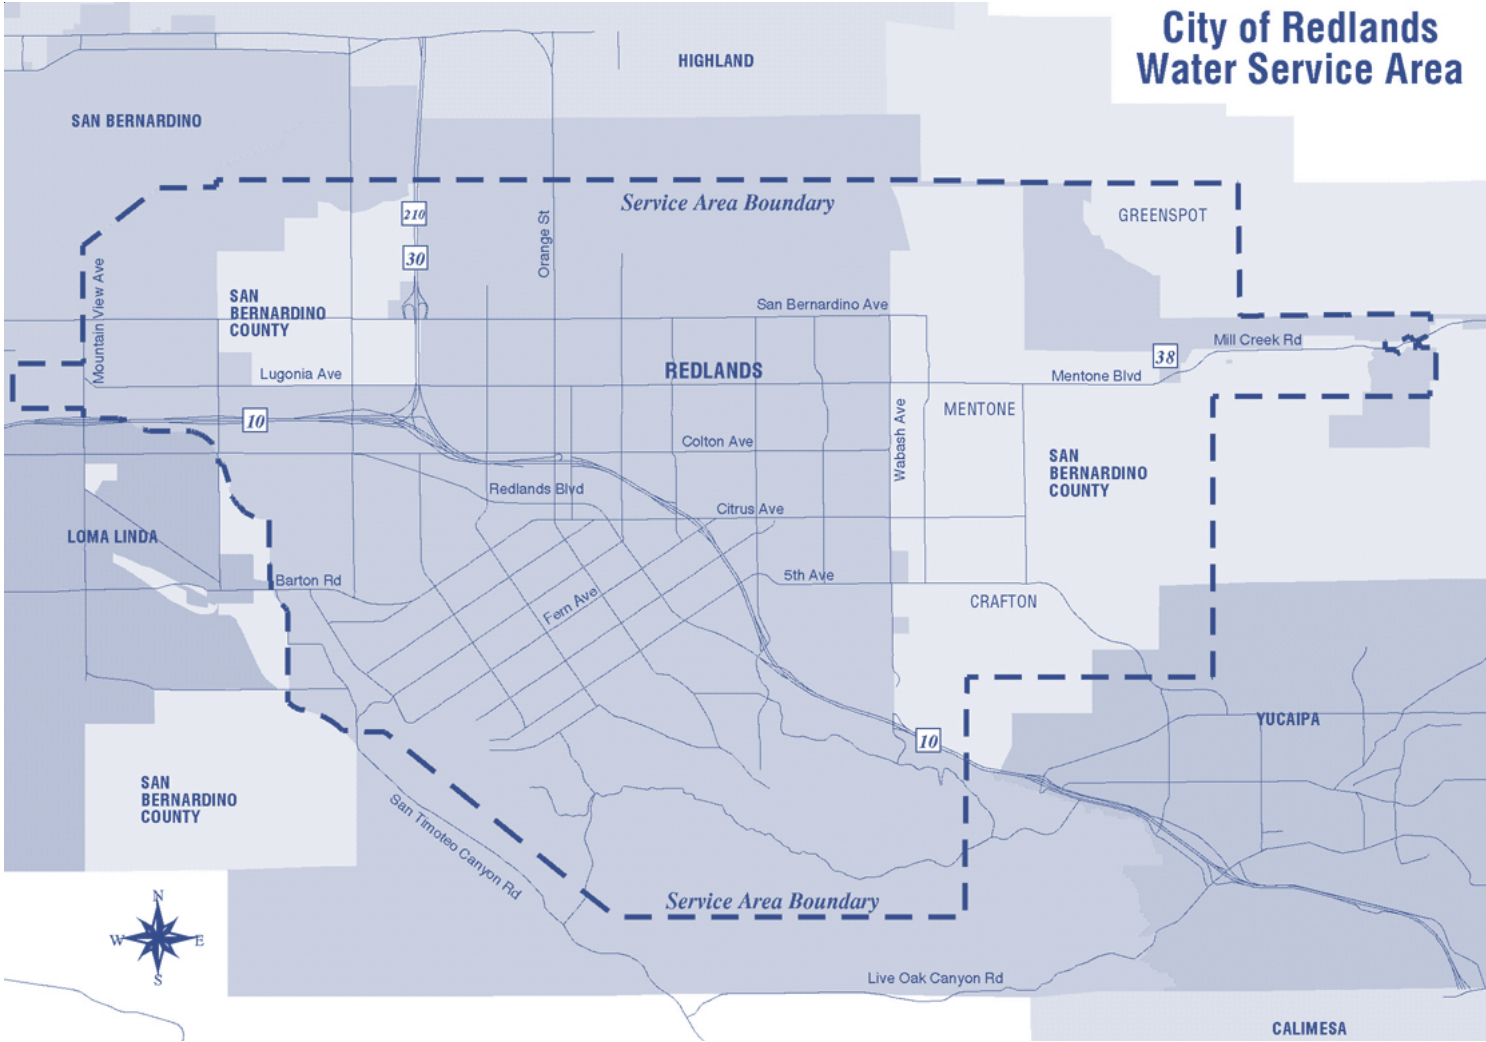 City of Redlands
Water Service Area
HIGHLAND
SAN BERNARDINO
Service Area Boundary
GREENSPOT
210
30
Orange St
Mountain View Ave
SAN
BERNARDINO
COUNTY
San Bernardino Ave
Mill Creek Rd
38
Lugonia Ave
REDLANDS
Mentone Blvd
MENTONE
Wabash Ave
10
Colton Ave
SAN
BERNARDINO
COUNTY
Redlands Blvd
Citrus Ave
LOMA LINDA
Barton Rd
5th Ave
Fern Ave
CRAFTON
YUCAIPA
10
SAN
BERNARDINO
COUNTY
San Timoteo Canyon Rd
Service Area Boundary
N
W E
S
Live Oak Canyon Rd
CALIMESA